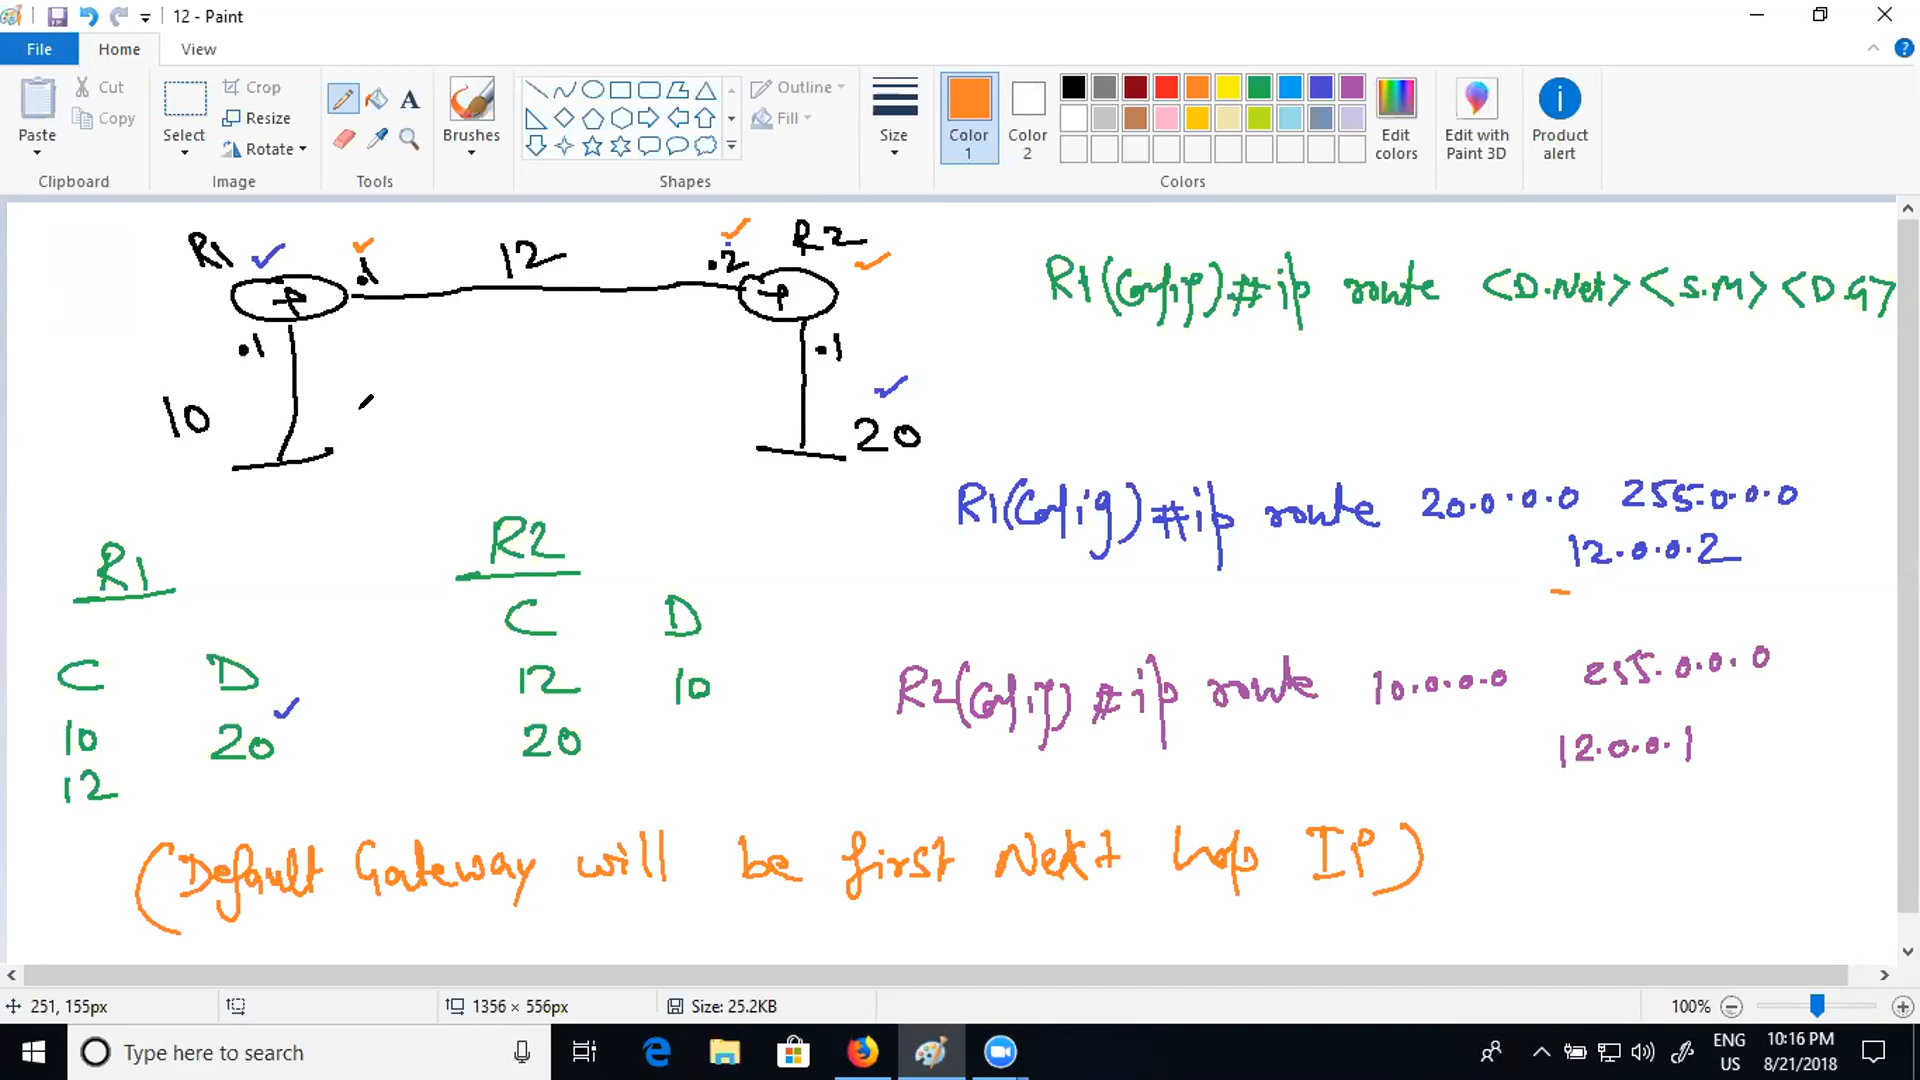 12 - Paint
File Home View
Paste
Cut
Copy
Clipboard
Select
Crop
Resize
Rotate
Image
Tools
Brushes
Shapes
Outline
Fill
Size
Color 1
Color 2
Edit colors
Colors
Edit with Paint 3D
Product alert
R1 .1 12 .2 R2
.1 .1
10 20
R1(Config)#ip route <D.Net> <S.M> <D.G>
R1(Config)#ip route 20.0.0.0 255.0.0.0
12.0.0.2
R2(Config)#ip route 10.0.0.0 255.0.0.0
12.0.0.1
R1
C D
10 20
12
R2
C D
12 10
20
(Default Gateway will be first Next hop IP)
251, 155px
1356 × 556px
Size: 25.2KB
100%
Type here to search
ENG US
10:16 PM
8/21/2018